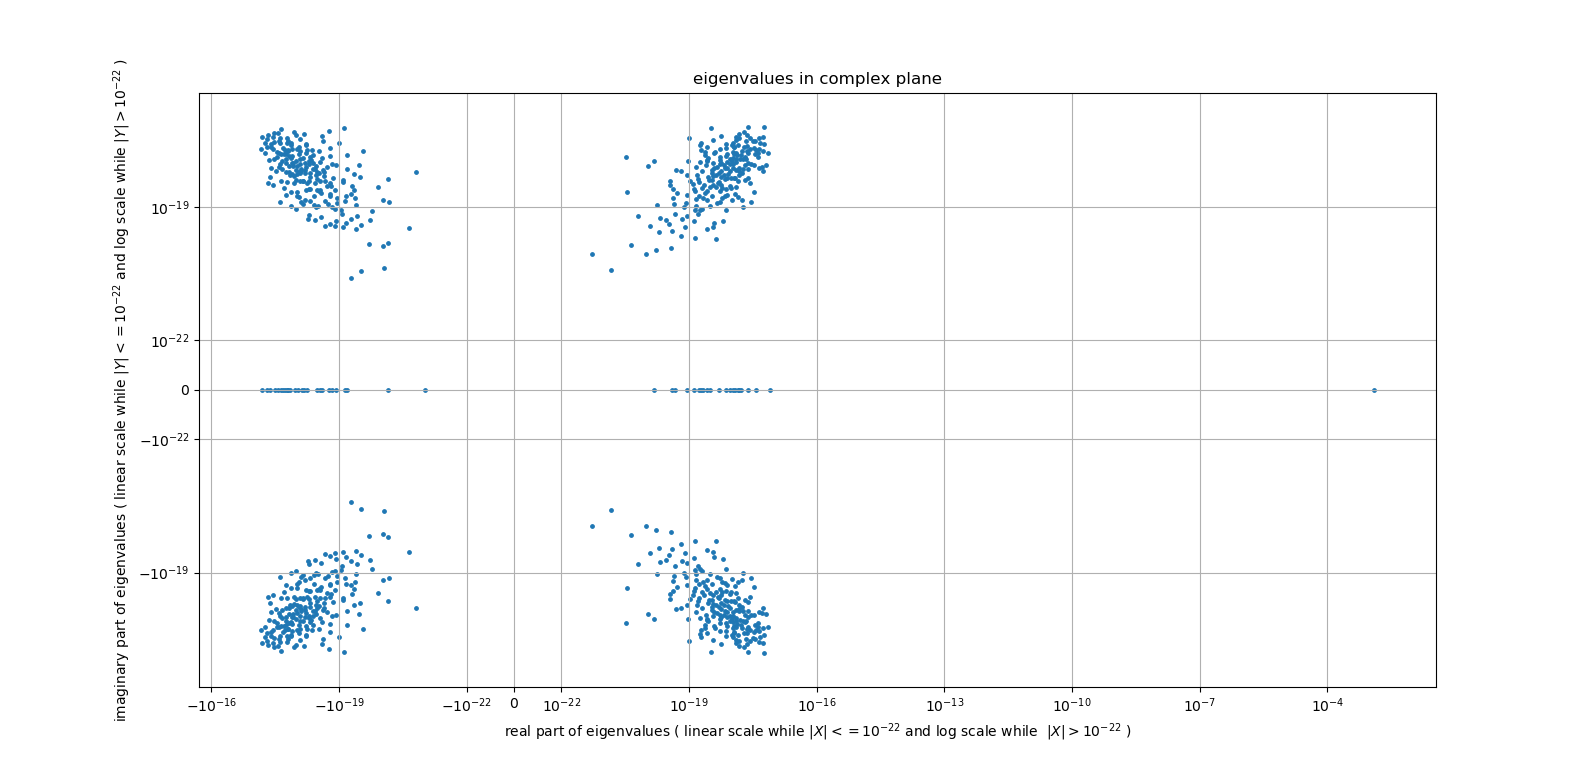 eigenvalues in complex plane
imaginary part of eigenvalues ( linear scale while |Y| <= 10⁻²² and log scale while |Y| > 10⁻²² )
10⁻¹⁹
10⁻²²
0
−10⁻²²
−10⁻¹⁹
−10⁻¹⁶ −10⁻¹⁹ −10⁻²² 0 10⁻²² 10⁻¹⁹ 10⁻¹⁶ 10⁻¹³ 10⁻¹⁰ 10⁻⁷ 10⁻⁴
real part of eigenvalues ( linear scale while |X| <= 10⁻²² and log scale while |X| > 10⁻²² )